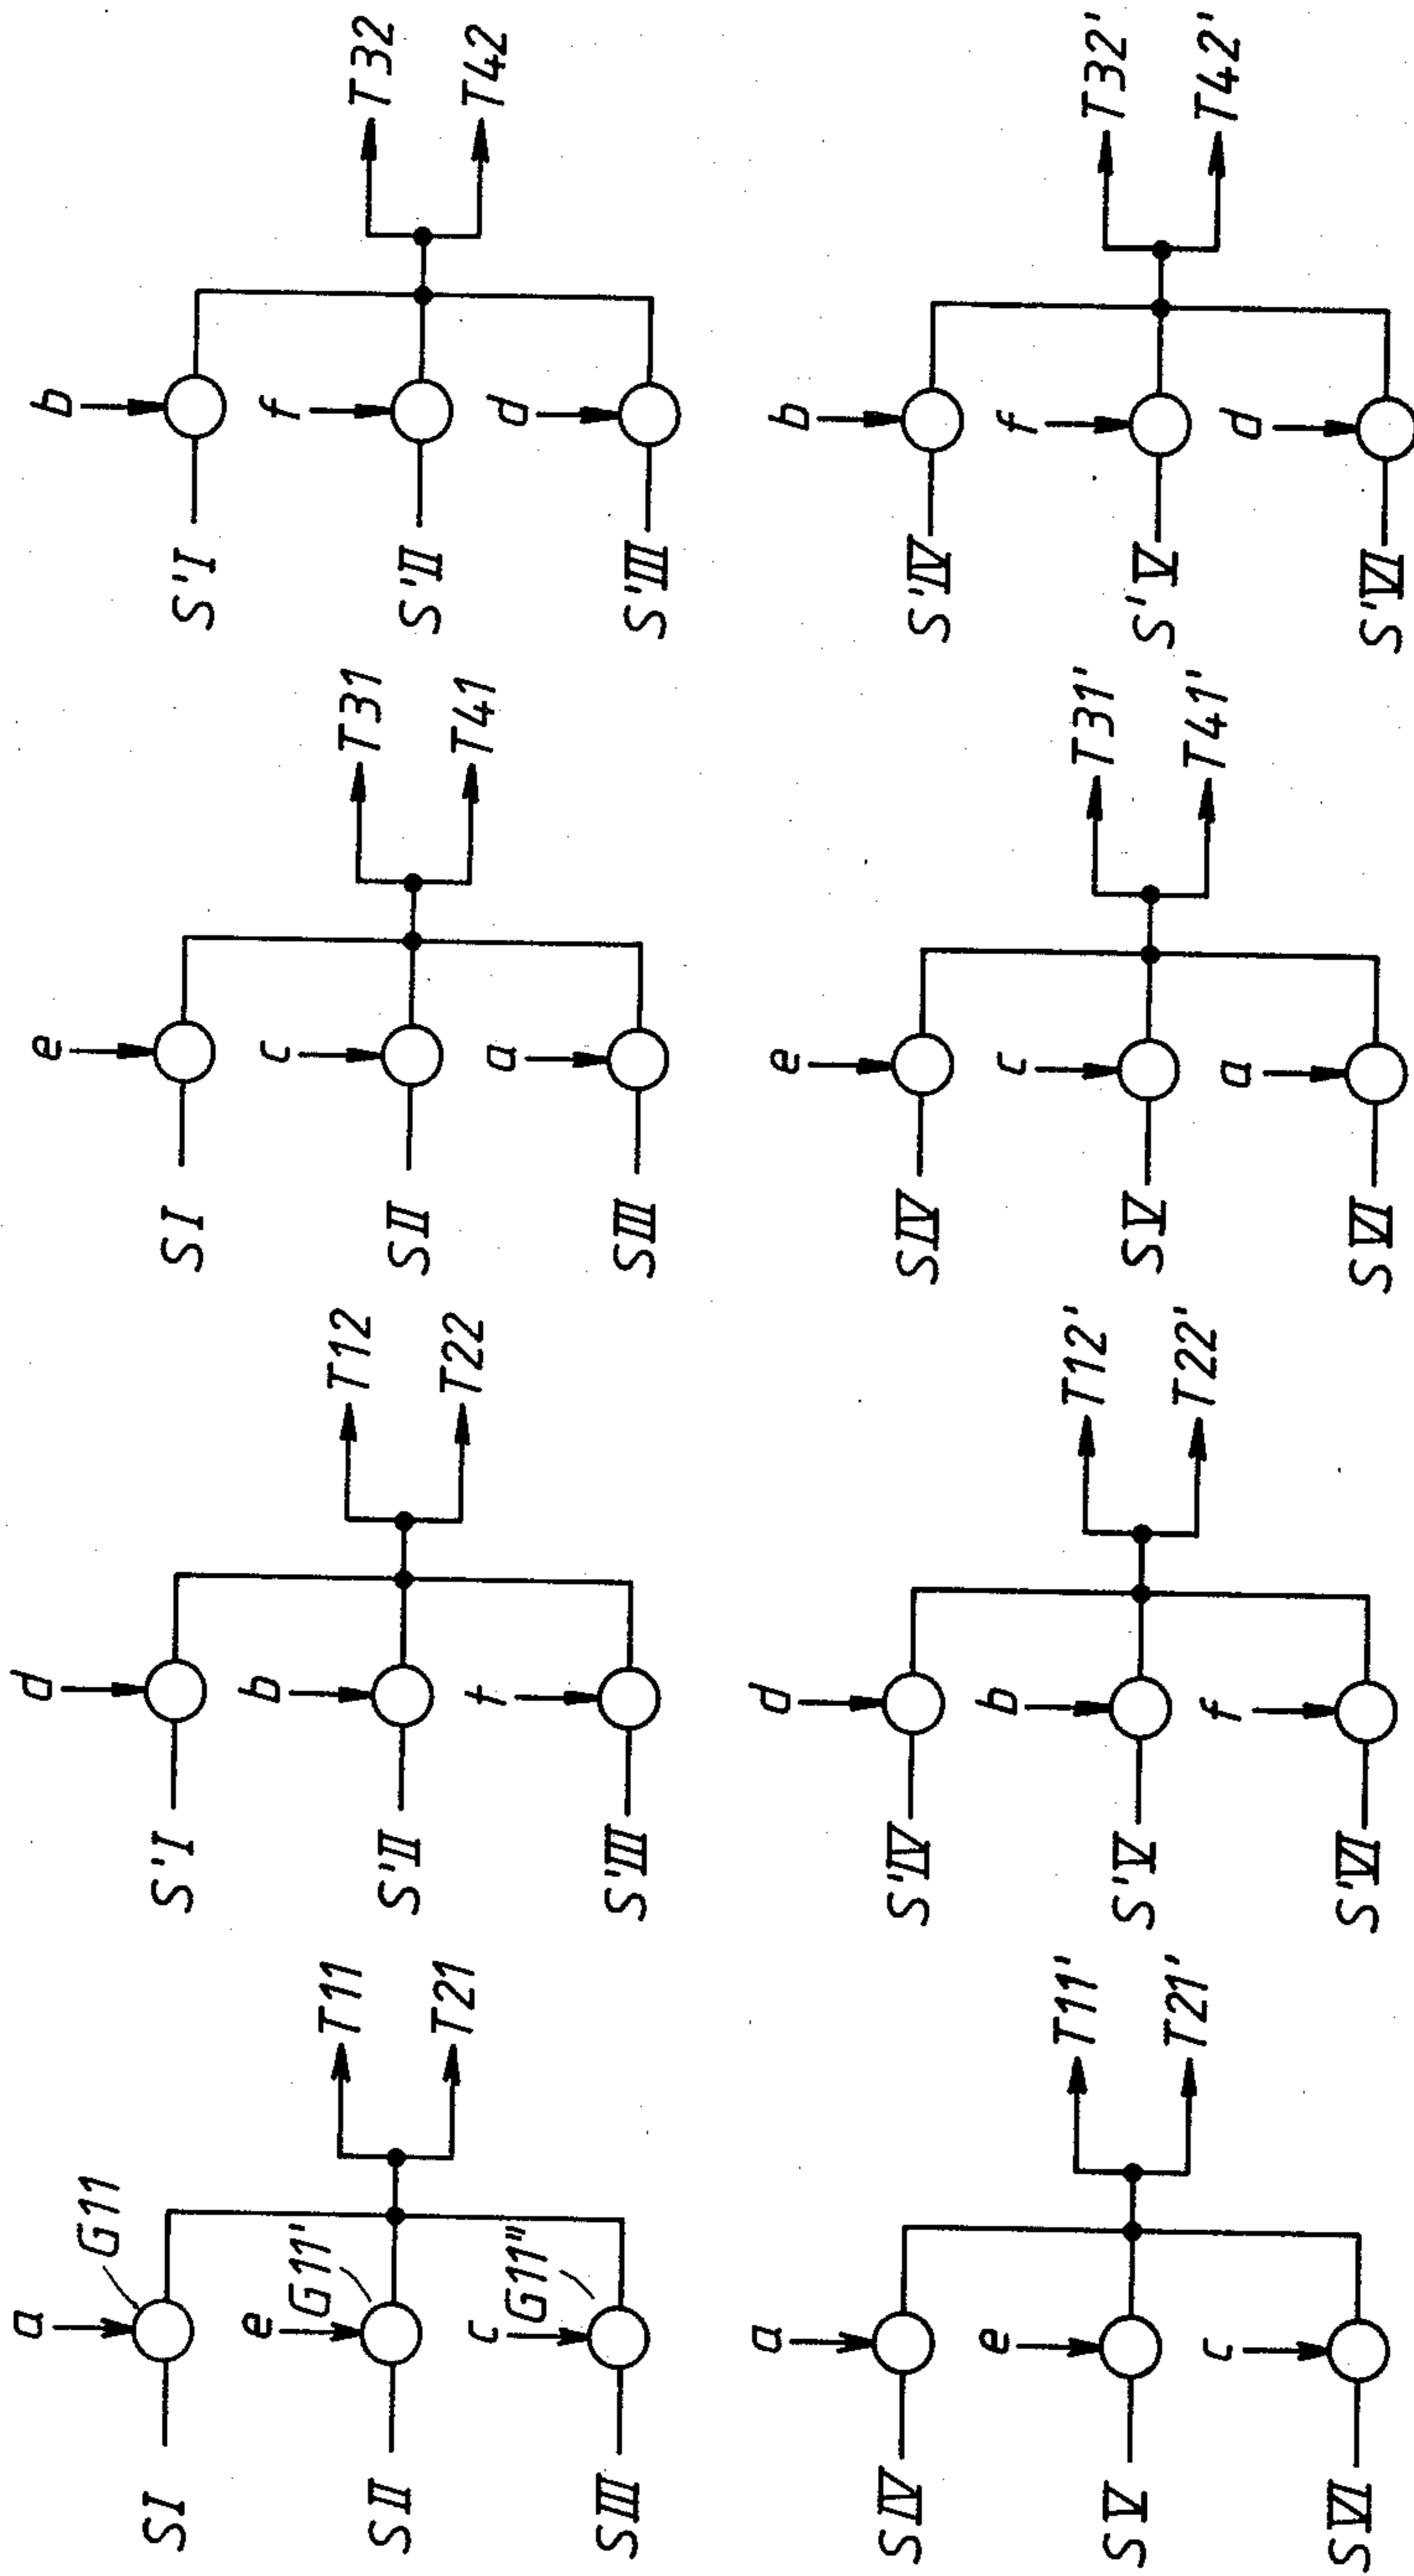 b
S'I
f
S'II
d
S'III
T32
T42
b
S'IV
f
S'V
d
S'VI
T32'
T42'
e
SI
c
SII
a
SIII
T31
T41
e
SIV
c
SV
a
SVI
T31'
T41'
d
S'I
b
S'II
t
S'III
T12
T22
d
S'IV
b
S'V
f
S'VI
T12'
T22'
a
G11
SI
e
G11'
SII
c
G11"
SIII
T11
T21
a
SIV
e
SV
c
SVI
T11'
T21'